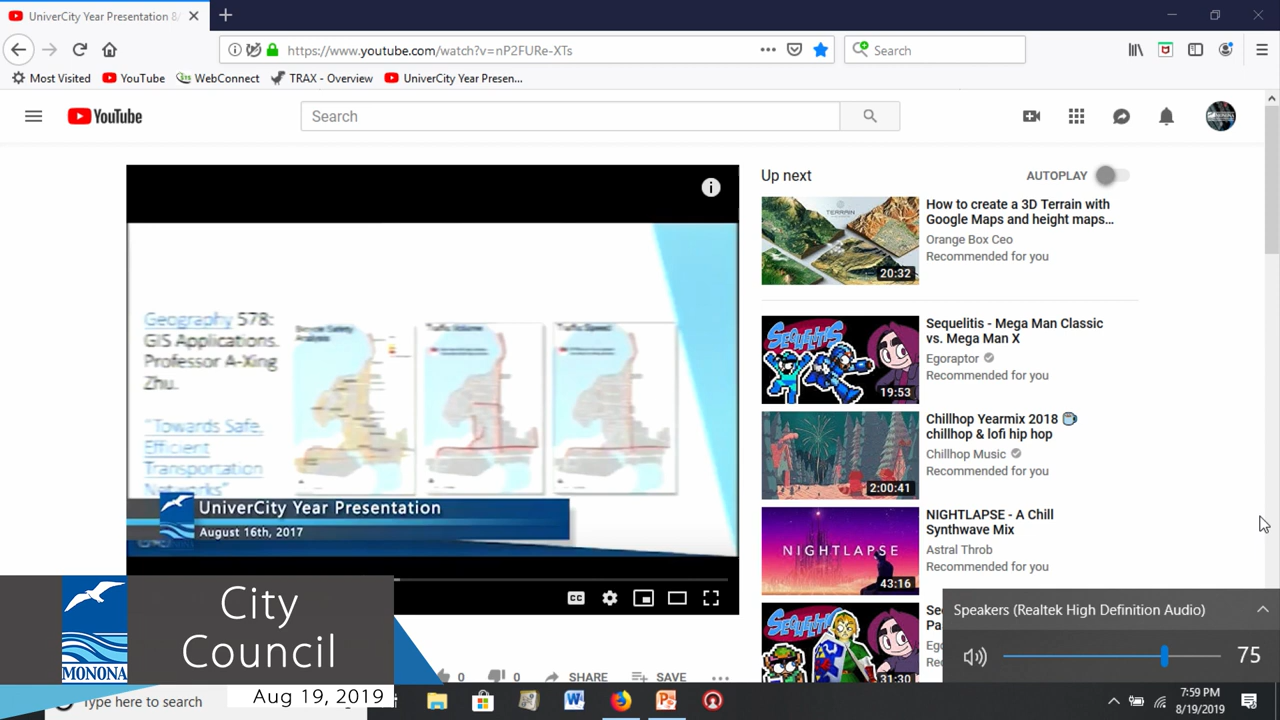 UniverCity Year Presentation 8/
https://www.youtube.com/watch?v=nP2FURe-XTs
Search
Most Visited
YouTube
WebConnect
TRAX - Overview
UniverCity Year Presen...
YouTube
Search
Up next
AUTOPLAY
How to create a 3D Terrain with
Google Maps and height maps...
Orange Box Ceo
Recommended for you
TERRAIN
20:32
Sequelitis - Mega Man Classic
vs. Mega Man X
Egoraptor
Recommended for you
SEQUELITIS
19:53
Chillhop Yearmix 2018
chillhop & lofi hip hop
Chillhop Music
Recommended for you
2:00:41
NIGHTLAPSE - A Chill
Synthwave Mix
Astral Throb
Recommended for you
NIGHTLAPSE
43:16
SEQUELITIS
31:30
Geography 578:
GIS Applications.
Professor A-Xing
Zhu.
"Towards Safe,
Efficient
Transportation
Networks"
UniverCity Year Presentation
August 16th, 2017
CC
0
0
SHARE
SAVE
Speakers (Realtek High Definition Audio)
75
City
Council
MONONA
Aug 19, 2019
Type here to search
7:59 PM
8/19/2019